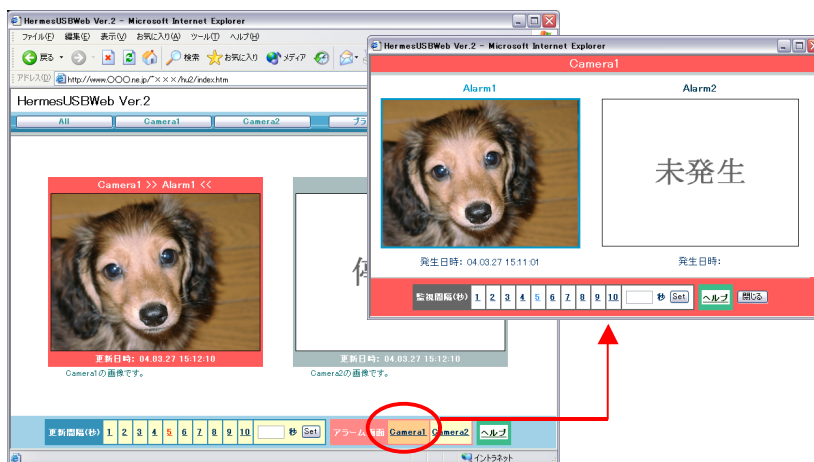 HermesUSBWeb Ver.2 - Microsoft Internet Explorer
ファイル(F) 編集(E) 表示(V) お気に入り(A) ツール(T) ヘルプ(H)
戻る 検索 お気に入り メディア
アドレス(D) http://www.〇〇〇ne.jp/~×××/hu2/index.htm
HermesUSBWeb Ver.2
All Camera1 Camera2 プラ
Camera1 >> Alarm1 <<
停
更新日時: 04.03.27 15:12:10
更新日時: 04.03.27 15:12:10
Camera1の画像です。
Camera2の画像です。
更新間隔(秒) 1 2 3 4 5 6 7 8 9 10 秒 Set アラーム画面 Camera1 Camera2 ヘルプ
イントラネット
HermesUSBWeb Ver.2 - Microsoft Internet Explorer
Camera1
Alarm1 Alarm2
未発生
発生日時: 04.03.27 15:11:01 発生日時:
監視間隔(秒) 1 2 3 4 5 6 7 8 9 10 秒 Set ヘルプ 閉じる